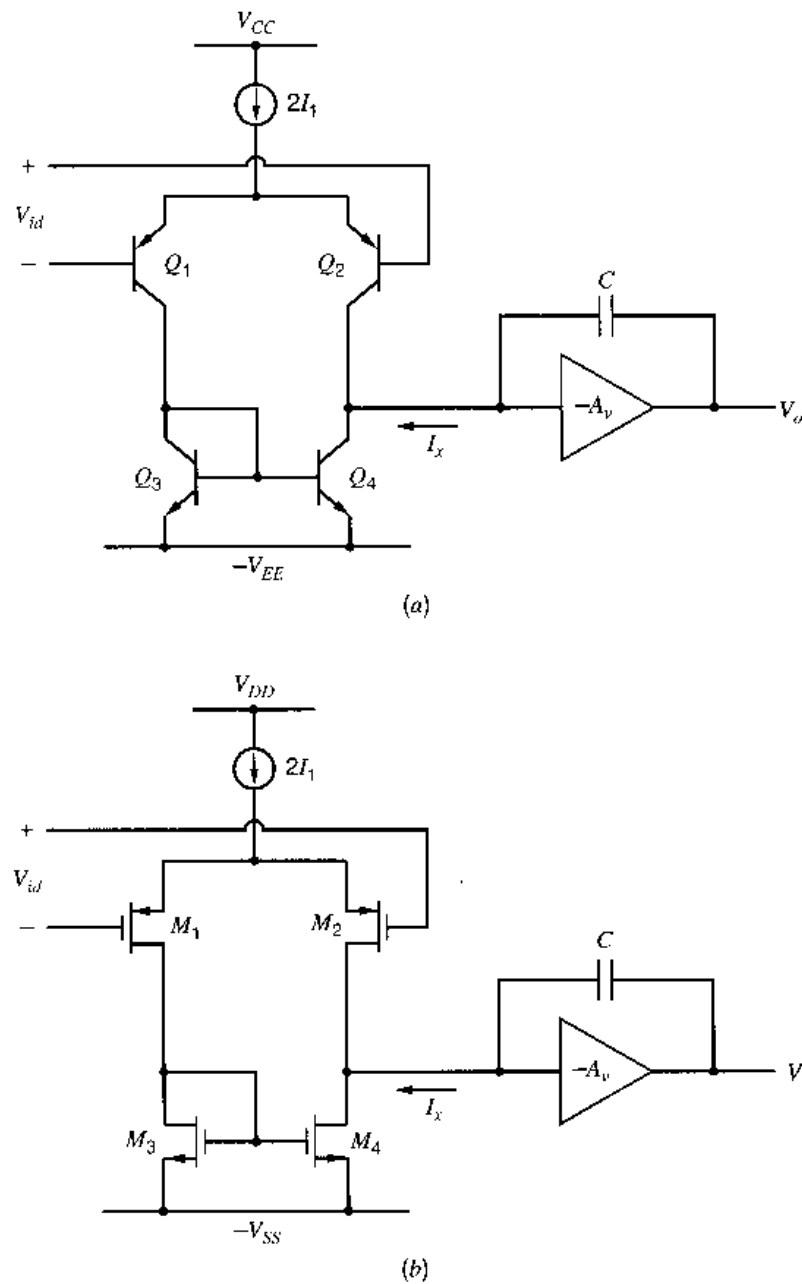 V_CC
2I_1
+
V_id
−
Q_1
Q_2
C
−A_v
V_o
I_x
Q_3
Q_4
−V_EE
(a)
V_DD
2I_1
+
V_id
−
M_1
M_2
C
−A_v
V
I_x
M_3
M_4
−V_SS
(b)